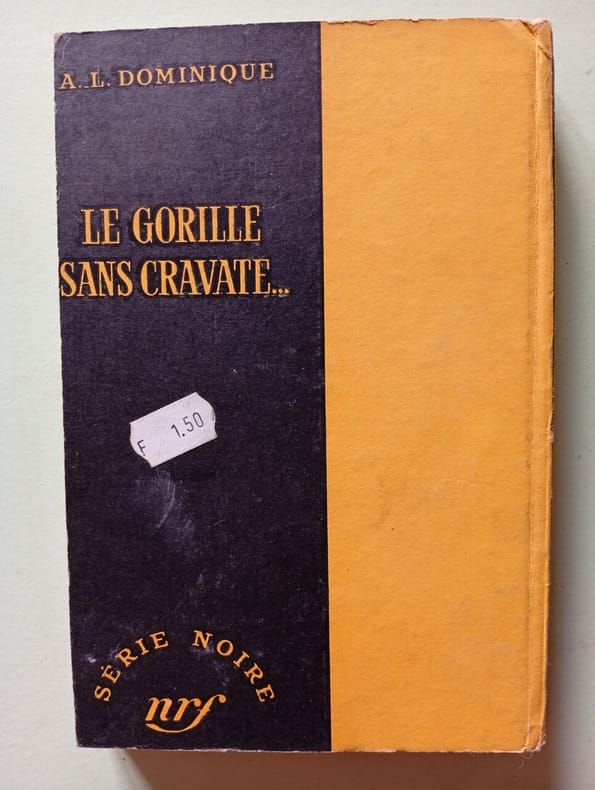 A. L. DOMINIQUE
LE GORILLE
SANS CRAVATE...
F 1.50
SÉRIE NOIRE
nrf